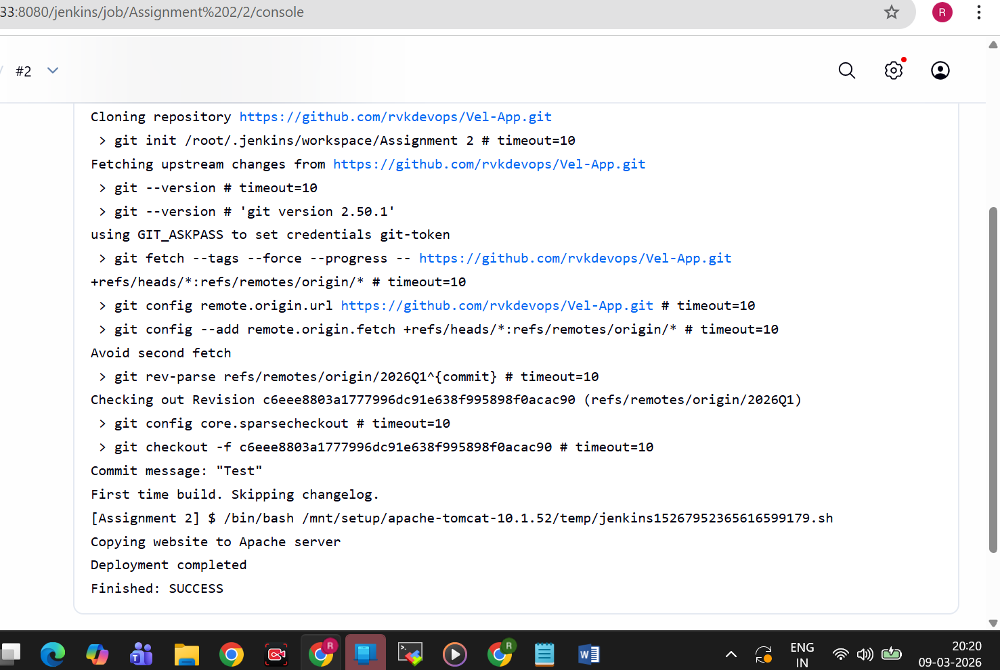 33:8080/jenkins/job/Assignment%202/2/console
R
/ #2
Cloning repository https://github.com/rvkdevops/Vel-App.git
> git init /root/.jenkins/workspace/Assignment 2 # timeout=10
Fetching upstream changes from https://github.com/rvkdevops/Vel-App.git
> git --version # timeout=10
> git --version # 'git version 2.50.1'
using GIT_ASKPASS to set credentials git-token
> git fetch --tags --force --progress -- https://github.com/rvkdevops/Vel-App.git
+refs/heads/*:refs/remotes/origin/* # timeout=10
> git config remote.origin.url https://github.com/rvkdevops/Vel-App.git # timeout=10
> git config --add remote.origin.fetch +refs/heads/*:refs/remotes/origin/* # timeout=10
Avoid second fetch
> git rev-parse refs/remotes/origin/2026Q1^{commit} # timeout=10
Checking out Revision c6eee8803a1777996dc91e638f995898f0acac90 (refs/remotes/origin/2026Q1)
> git config core.sparsecheckout # timeout=10
> git checkout -f c6eee8803a1777996dc91e638f995898f0acac90 # timeout=10
Commit message: "Test"
First time build. Skipping changelog.
[Assignment 2] $ /bin/bash /mnt/setup/apache-tomcat-10.1.52/temp/jenkins15267952365616599179.sh
Copying website to Apache server
Deployment completed
Finished: SUCCESS
T
R
R
W
ENG
IN
20:20
09-03-2026